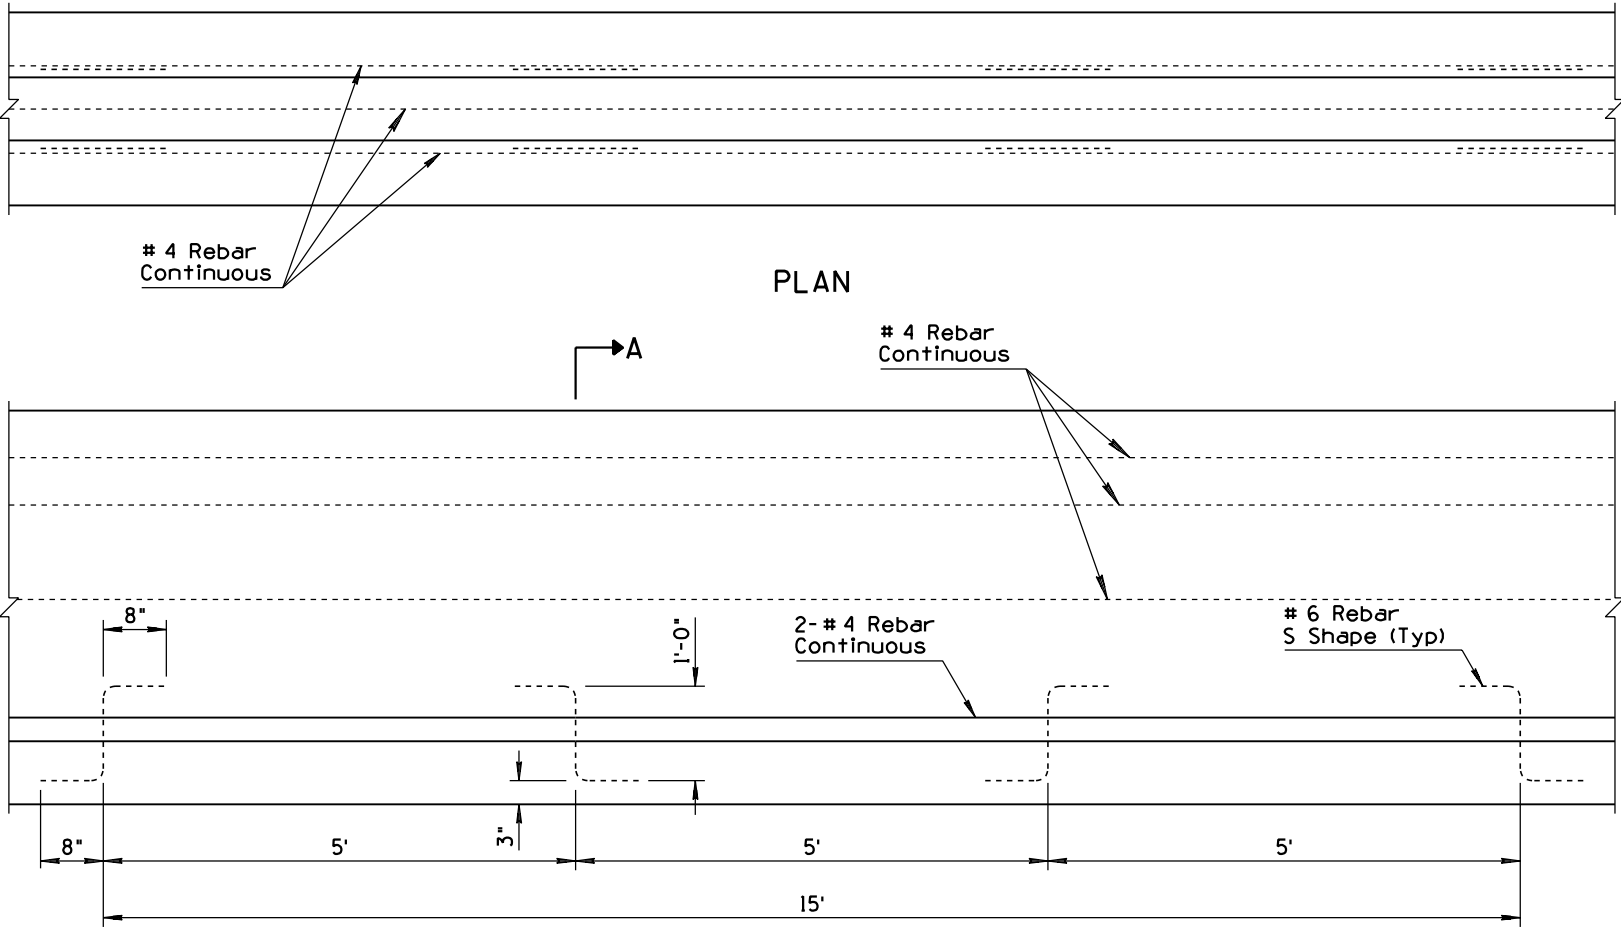 # 4 Rebar
Continuous
PLAN
A
# 4 Rebar
Continuous
8"
1'-0"
2-#4 Rebar
Continuous
# 6 Rebar
S Shape (Typ)
3"
8"
5'
5'
5'
15'